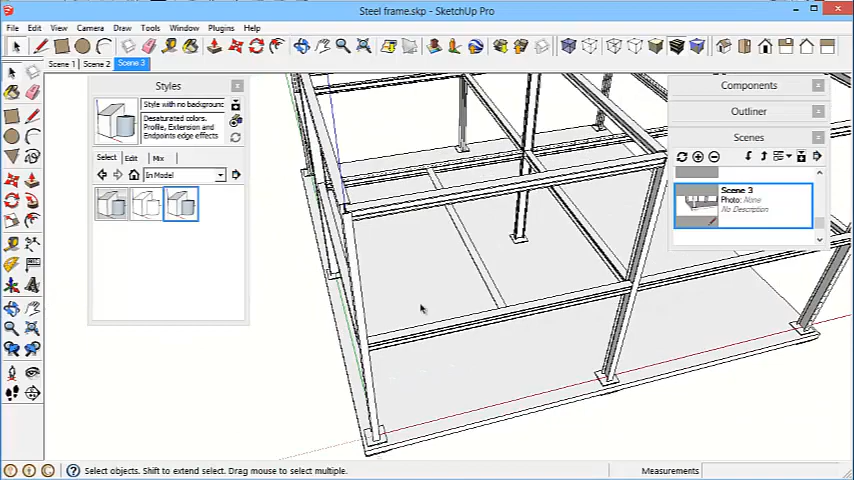 Steel frame.skp - SketchUp Pro
File Edit View Camera Draw Tools Window Plugins Help
Scene 1 Scene 2 Scene 3
Styles
Components
Style with no background
Desaturated colors.
Profile, Extension and
Endpoints edge effects
Outliner
Scenes
Select Edit Mix
In Model
Scene 3
Photo: None
No Description
Select objects. Shift to extend select. Drag mouse to select multiple.
Measurements